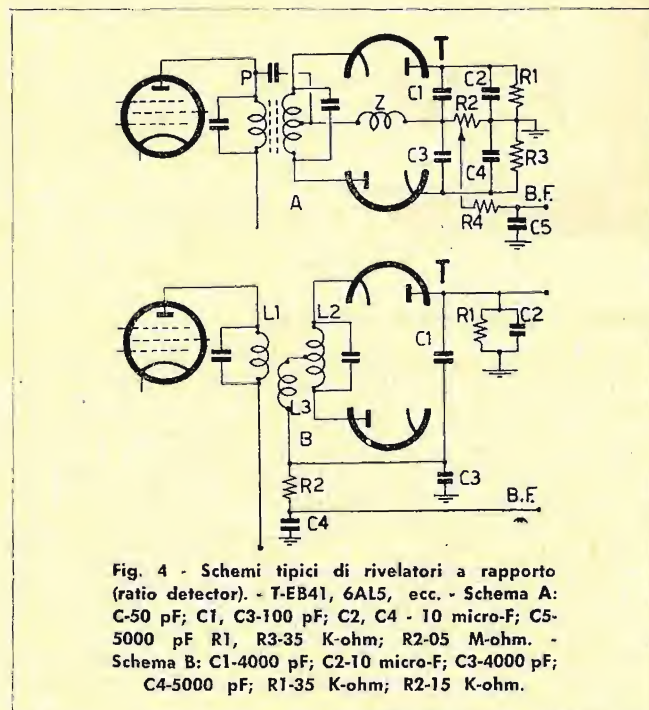 P
T
C1
C2
R1
Z
R2
C3
C4
R3
A
R4
B.F.
C5
T
L1
L2
R1
C2
C1
L3
B
C3
R2
B.F.
C4
Fig. 4 - Schemi tipici di rivelatori a rapporto
(ratio detector). - T-EB41, 6AL5, ecc. - Schema A:
C-50 pF; C1, C3-100 pF; C2, C4 - 10 micro-F; C5-
5000 pF R1, R3-35 K-ohm; R2-05 M-ohm. -
Schema B: C1-4000 pF; C2-10 micro-F; C3-4000 pF;
C4-5000 pF; R1-35 K-ohm; R2-15 K-ohm.